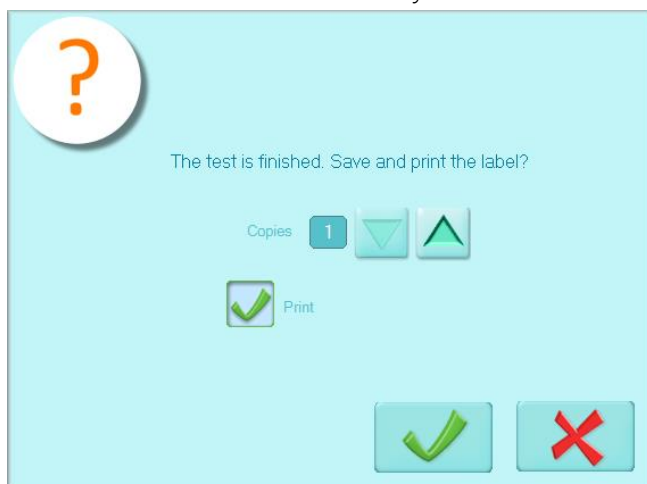 ?
The test is finished. Save and print the label?
Copies 1
Print